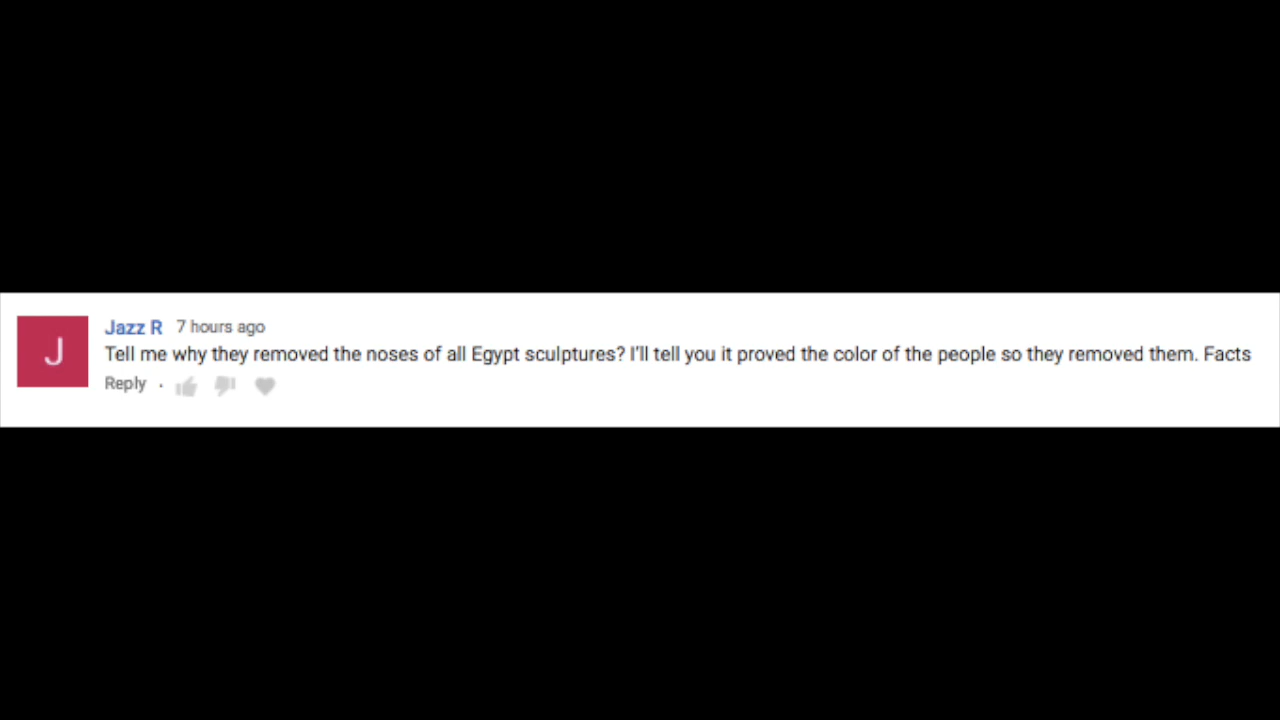 J
Jazz R 7 hours ago
Tell me why they removed the noses of all Egypt sculptures? I'll tell you it proved the color of the people so they removed them. Facts
Reply ·